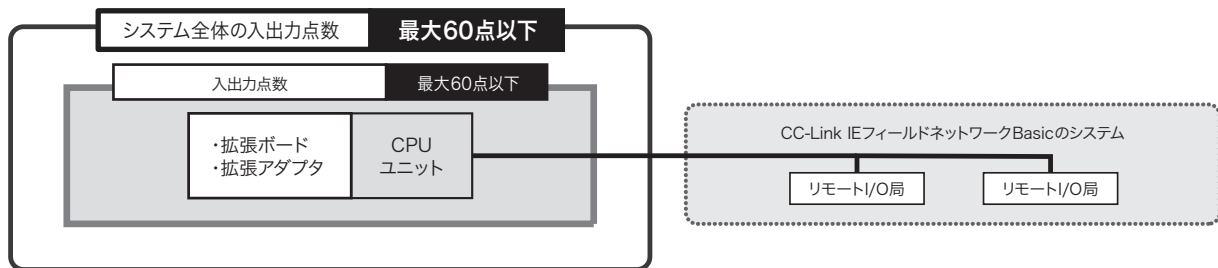 システム全体の入出力点数 最大60点以下
入出力点数 最大60点以下
・拡張ボード
・拡張アダプタ
CPU
ユニット
CC-Link IEフィールドネットワークBasicのシステム
リモートI/O局 リモートI/O局